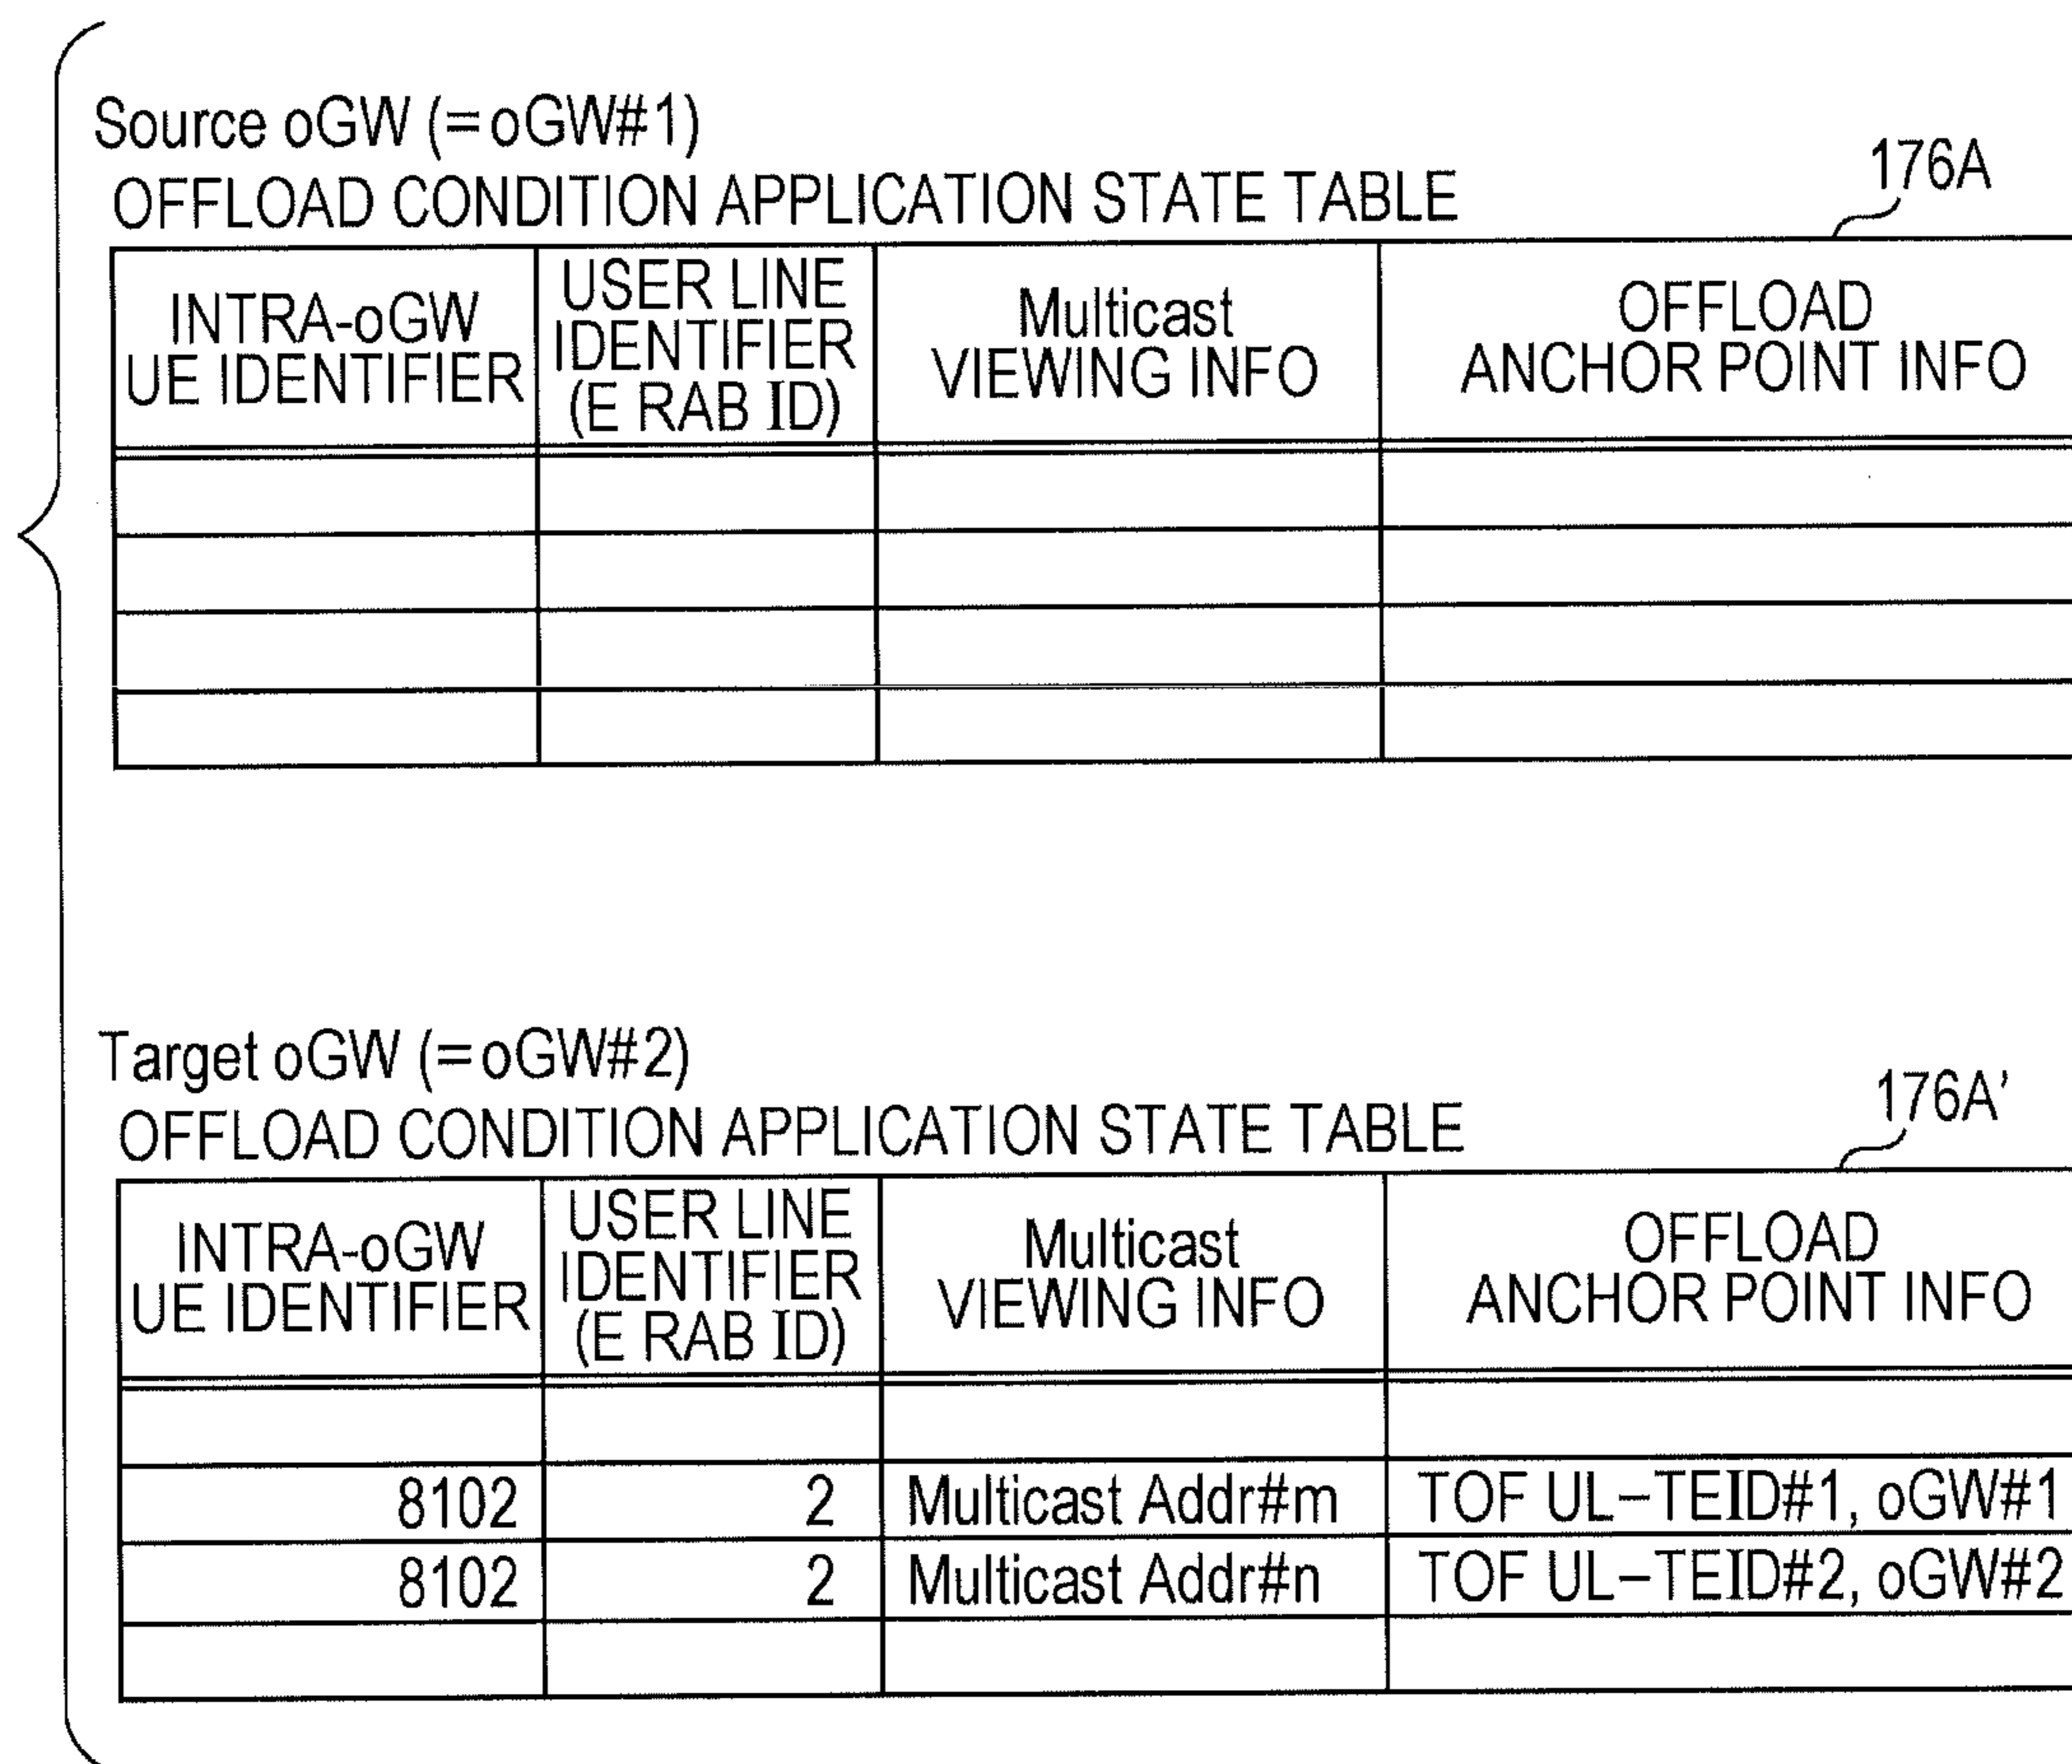 Source oGW (=oGW#1)
OFFLOAD CONDITION APPLICATION STATE TABLE
176A
INTRA-oGW
UE IDENTIFIER
USER LINE
IDENTIFIER
(E RAB ID)
Multicast
VIEWING INFO
OFFLOAD
ANCHOR POINT INFO
Target oGW (=oGW#2)
OFFLOAD CONDITION APPLICATION STATE TABLE
176A'
INTRA-oGW
UE IDENTIFIER
USER LINE
IDENTIFIER
(E RAB ID)
Multicast
VIEWING INFO
OFFLOAD
ANCHOR POINT INFO
8102 2 Multicast Addr#m TOF UL–TEID#1, oGW#1
8102 2 Multicast Addr#n TOF UL–TEID#2, oGW#2